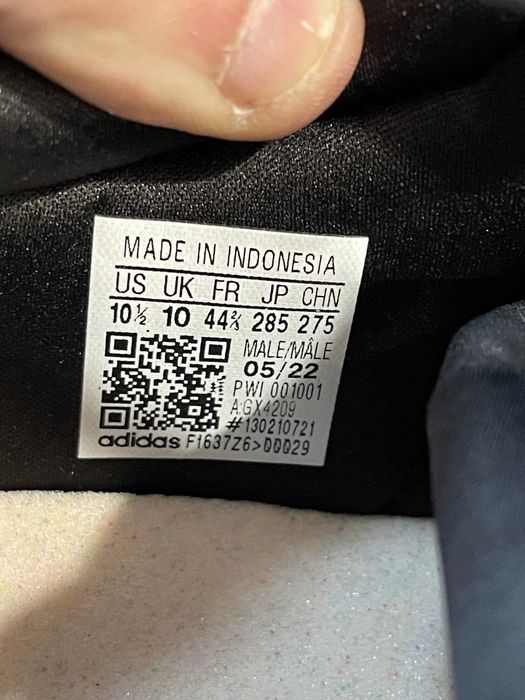 MADE IN INDONESIA
US UK FR JP CHN
10½ 10 44⅔ 285 275
MALE/MÂLE
05/22
PWI 001001
A:GX4209
#130210721
adidas F1637Z6>00029